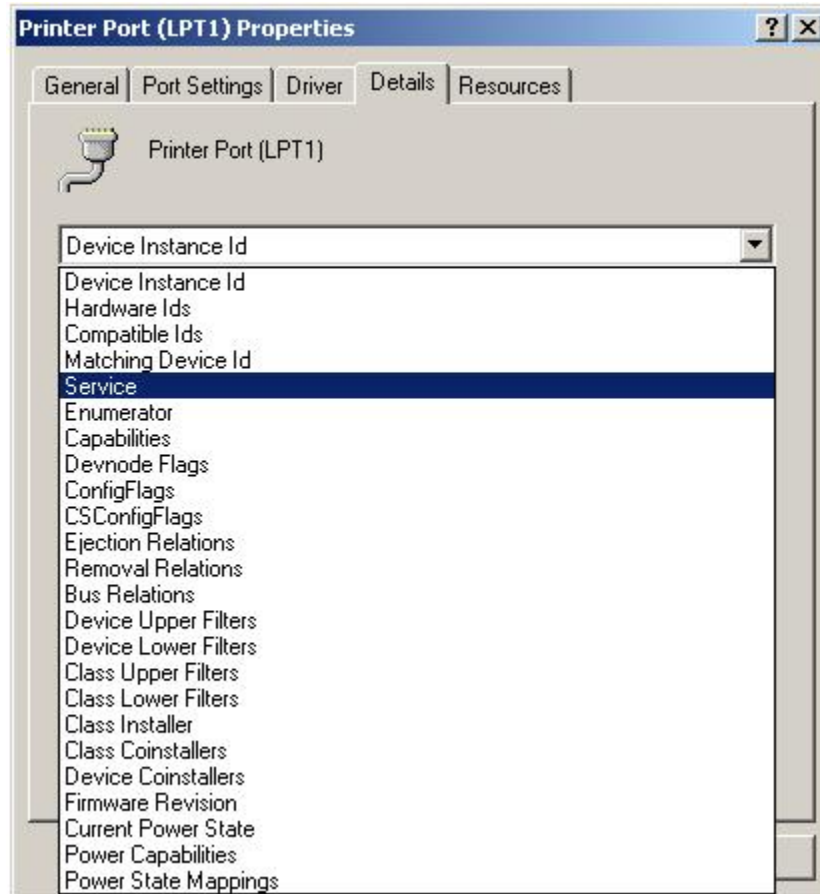 Printer Port (LPT1) Properties
General Port Settings Driver Details Resources
Printer Port (LPT1)
Device Instance Id
Device Instance Id
Hardware Ids
Compatible Ids
Matching Device Id
Service
Enumerator
Capabilities
Devnode Flags
ConfigFlags
CSConfigFlags
Ejection Relations
Removal Relations
Bus Relations
Device Upper Filters
Device Lower Filters
Class Upper Filters
Class Lower Filters
Class Installer
Class Coinstallers
Device Coinstallers
Firmware Revision
Current Power State
Power Capabilities
Power State Mappings